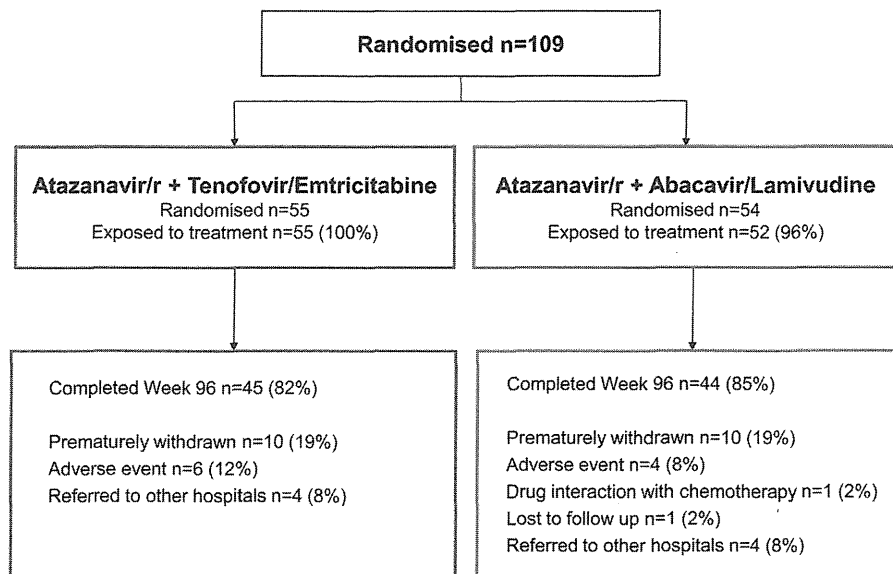 Randomised n=109
Atazanavir/r + Tenofovir/Emtricitabine
Randomised n=55
Exposed to treatment n=55 (100%)
Atazanavir/r + Abacavir/Lamivudine
Randomised n=54
Exposed to treatment n=52 (96%)
Completed Week 96 n=45 (82%)
Prematurely withdrawn n=10 (19%)
Adverse event n=6 (12%)
Referred to other hospitals n=4 (8%)
Completed Week 96 n=44 (85%)
Prematurely withdrawn n=10 (19%)
Adverse event n=4 (8%)
Drug interaction with chemotherapy n=1 (2%)
Lost to follow up n=1 (2%)
Referred to other hospitals n=4 (8%)